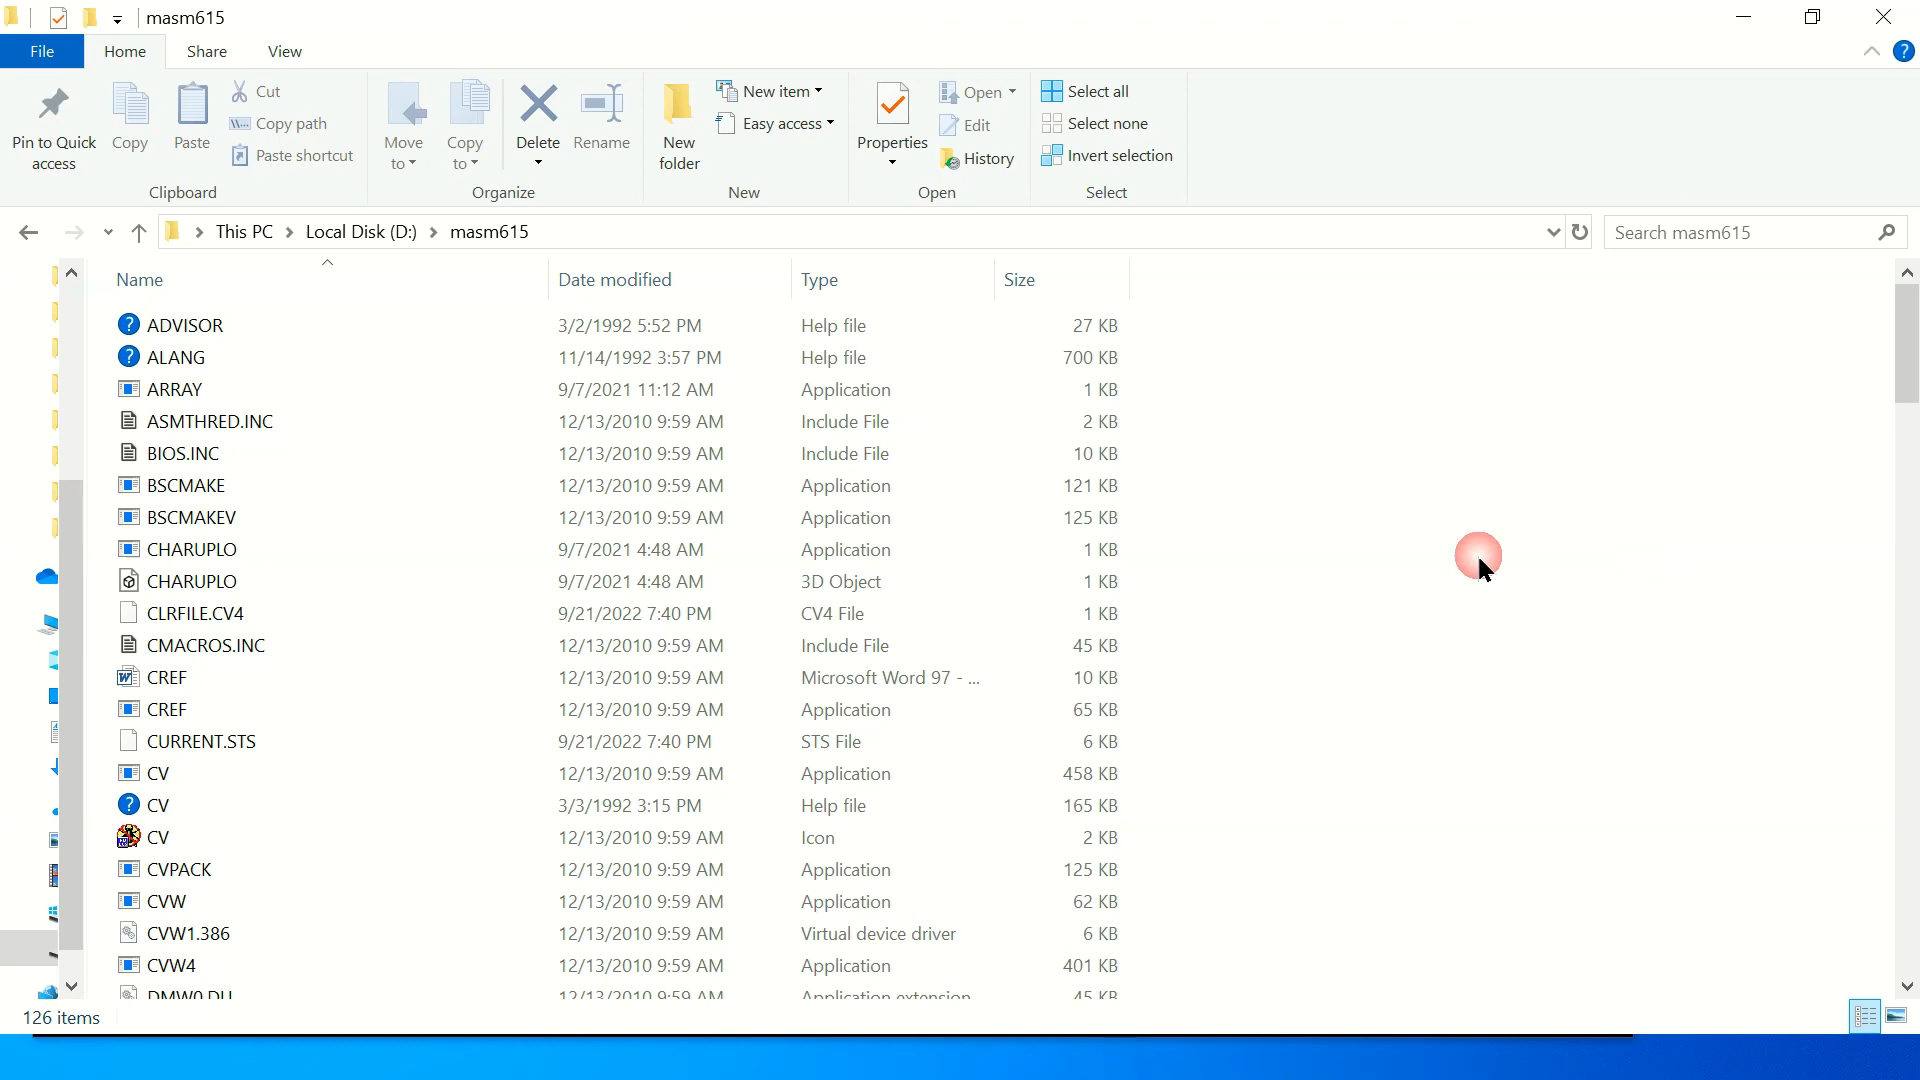 masm615
File Home Share View
Pin to Quick access
Copy
Paste
Cut
Copy path
Paste shortcut
Clipboard
Move to
Copy to
Delete
Rename
Organize
New folder
New item
Easy access
New
Properties
Open
Edit
History
Open
Select all
Select none
Invert selection
Select
This PC Local Disk (D:) masm615
Search masm615
Name Date modified Type Size
ADVISOR 3/2/1992 5:52 PM Help file 27 KB
ALANG 11/14/1992 3:57 PM Help file 700 KB
ARRAY 9/7/2021 11:12 AM Application 1 KB
ASMTHRED.INC 12/13/2010 9:59 AM Include File 2 KB
BIOS.INC 12/13/2010 9:59 AM Include File 10 KB
BSCMAKE 12/13/2010 9:59 AM Application 121 KB
BSCMAKEV 12/13/2010 9:59 AM Application 125 KB
CHARUPLO 9/7/2021 4:48 AM Application 1 KB
CHARUPLO 9/7/2021 4:48 AM 3D Object 1 KB
CLRFILE.CV4 9/21/2022 7:40 PM CV4 File 1 KB
CMACROS.INC 12/13/2010 9:59 AM Include File 45 KB
CREF 12/13/2010 9:59 AM Microsoft Word 97 - ... 10 KB
CREF 12/13/2010 9:59 AM Application 65 KB
CURRENT.STS 9/21/2022 7:40 PM STS File 6 KB
CV 12/13/2010 9:59 AM Application 458 KB
CV 3/3/1992 3:15 PM Help file 165 KB
CV 12/13/2010 9:59 AM Icon 2 KB
CVPACK 12/13/2010 9:59 AM Application 125 KB
CVW 12/13/2010 9:59 AM Application 62 KB
CVW1.386 12/13/2010 9:59 AM Virtual device driver 6 KB
CVW4 12/13/2010 9:59 AM Application 401 KB
12/13/2010 9:59 AM Application extension 45 KB
126 items